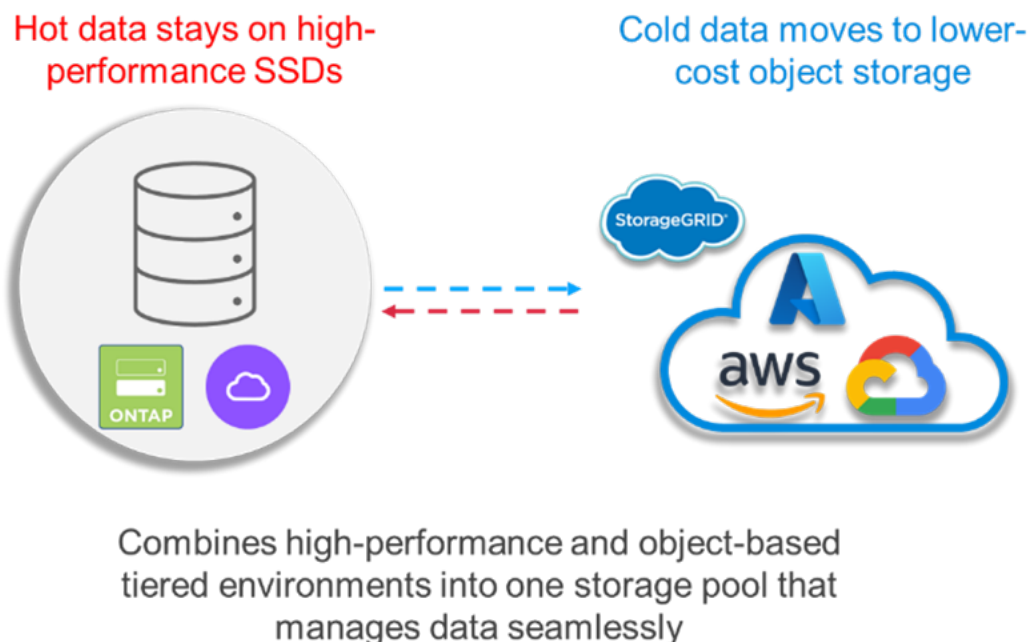 Hot data stays on high-
performance SSDs
Cold data moves to lower-
cost object storage
StorageGRID
ONTAP
aws
Combines high-performance and object-based
tiered environments into one storage pool that
manages data seamlessly